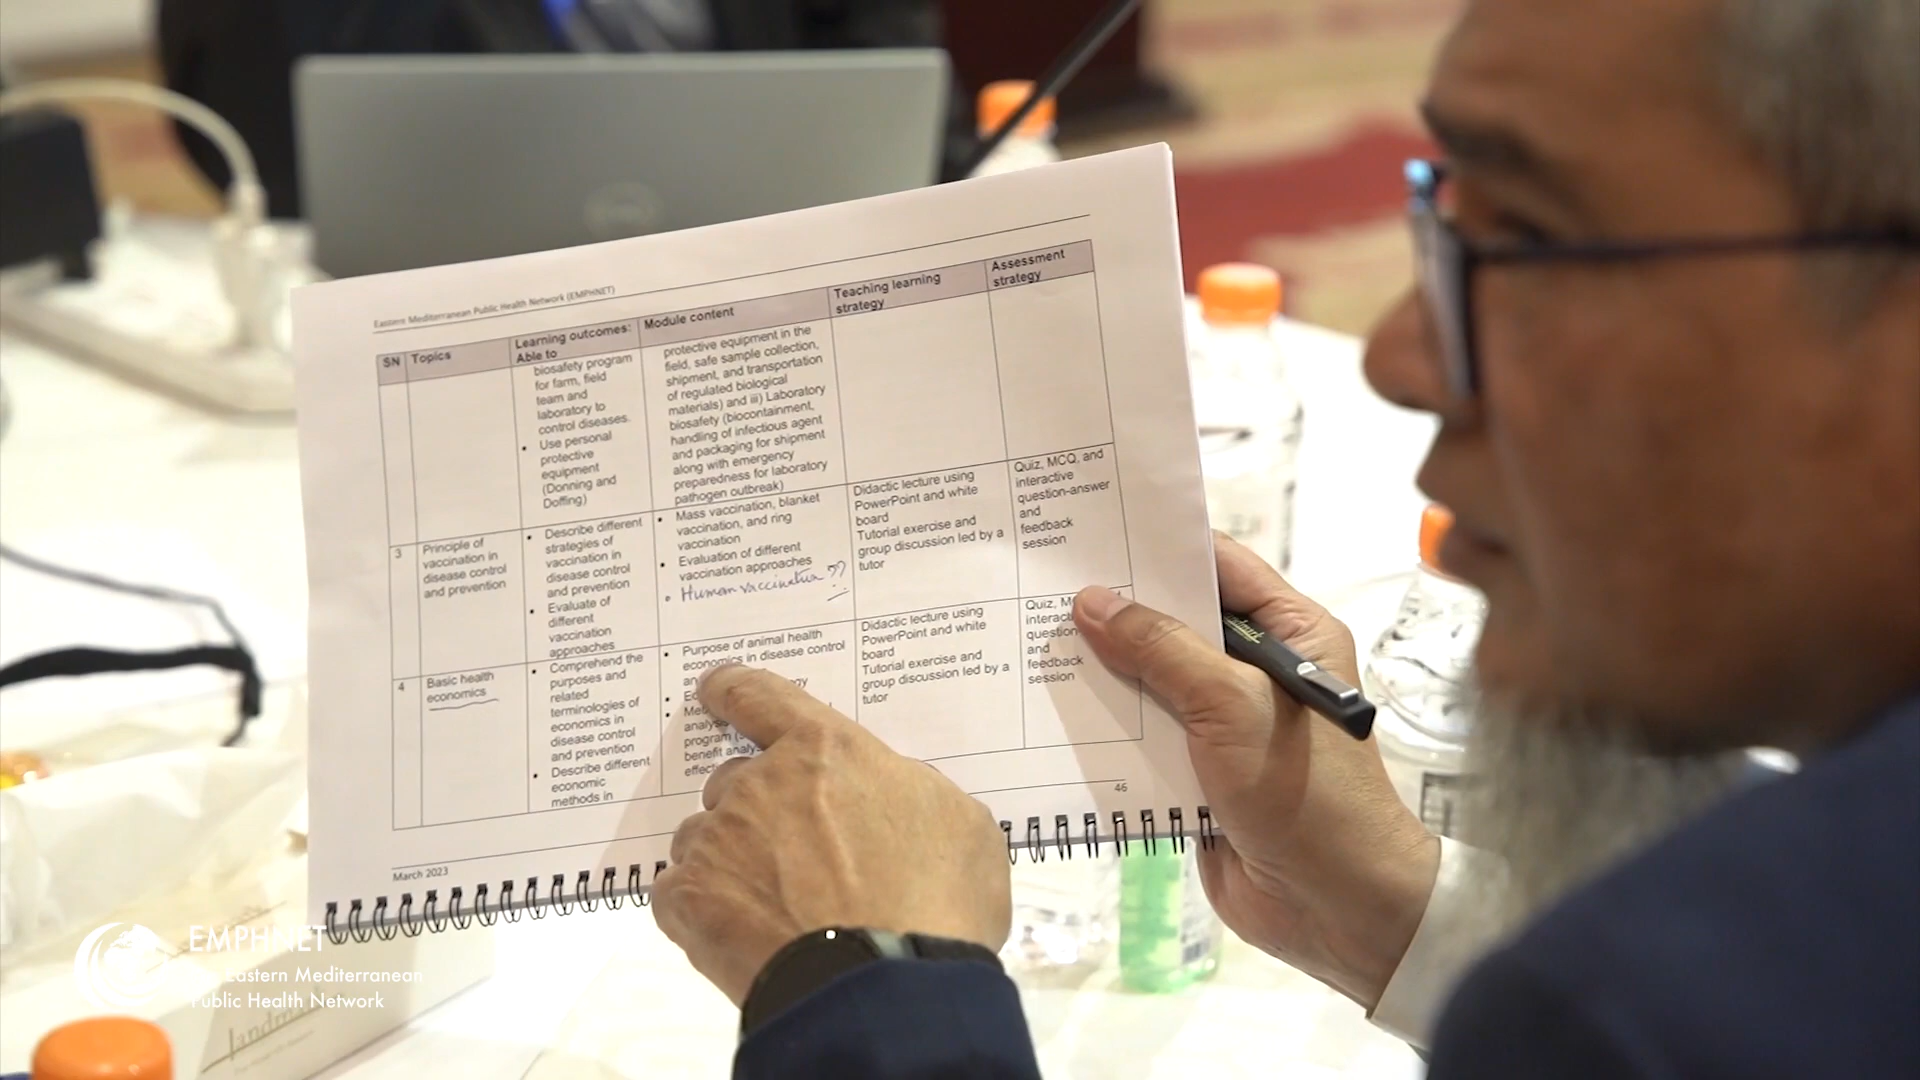 Eastern Mediterranean Public Health Network (EMPHNET)
SN
Topics
Learning outcomes:
Able to
Module content
Teaching learning
strategy
Assessment
strategy
biosafety program
for farm, field
team and
laboratory to
control diseases.
• Use personal
protective
equipment
(Donning and
Doffing)
protective equipment in the
field, safe sample collection,
shipment, and transportation
of regulated biological
materials) and iii) Laboratory
biosafety (biocontainment,
handling of infectious agent
and packaging for shipment
along with emergency
preparedness for laboratory
pathogen outbreak)
3
Principle of
vaccination in
disease control
and prevention
• Describe different
strategies of
vaccination in
disease control
and prevention
• Evaluate of
different
vaccination
approaches
• Mass vaccination, blanket
vaccination, and ring
vaccination
• Evaluation of different
vaccination approaches
• Human vaccination ??
Didactic lecture using
PowerPoint and white
board
Tutorial exercise and
group discussion led by a
tutor
Quiz, MCQ, and
interactive
question-answer
and
feedback
session
4
Basic health
economics
• Comprehend the
purposes and
related
terminologies of
economics in
disease control
and prevention
• Describe different
economic
methods in
• Purpose of animal health
economics in disease control
analysis
program
benefit
Didactic lecture using
PowerPoint and white
board
Tutorial exercise and
group discussion led by a
tutor
Quiz,
question
and
feedback
session
46
March 2023
EMPHNET
Eastern Mediterranean
Public Health Network
landmark